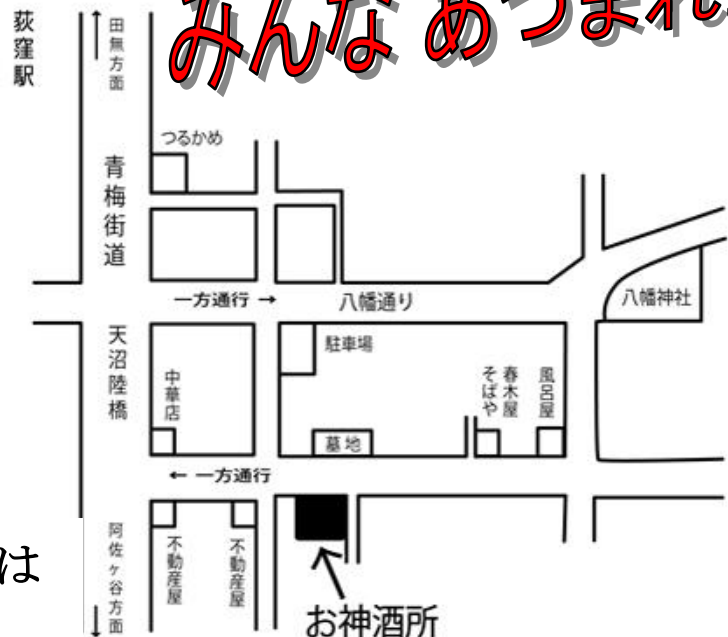 みんな あつまれ
荻窪駅
田無方面
つるかめ
青梅街道
一方通行 →
八幡通り
八幡神社
天沼陸橋
駐車場
中華店
そばや
春木屋
風呂屋
墓地
← 一方通行
は
阿佐ヶ谷方面
不動産屋
不動産屋
お神酒所